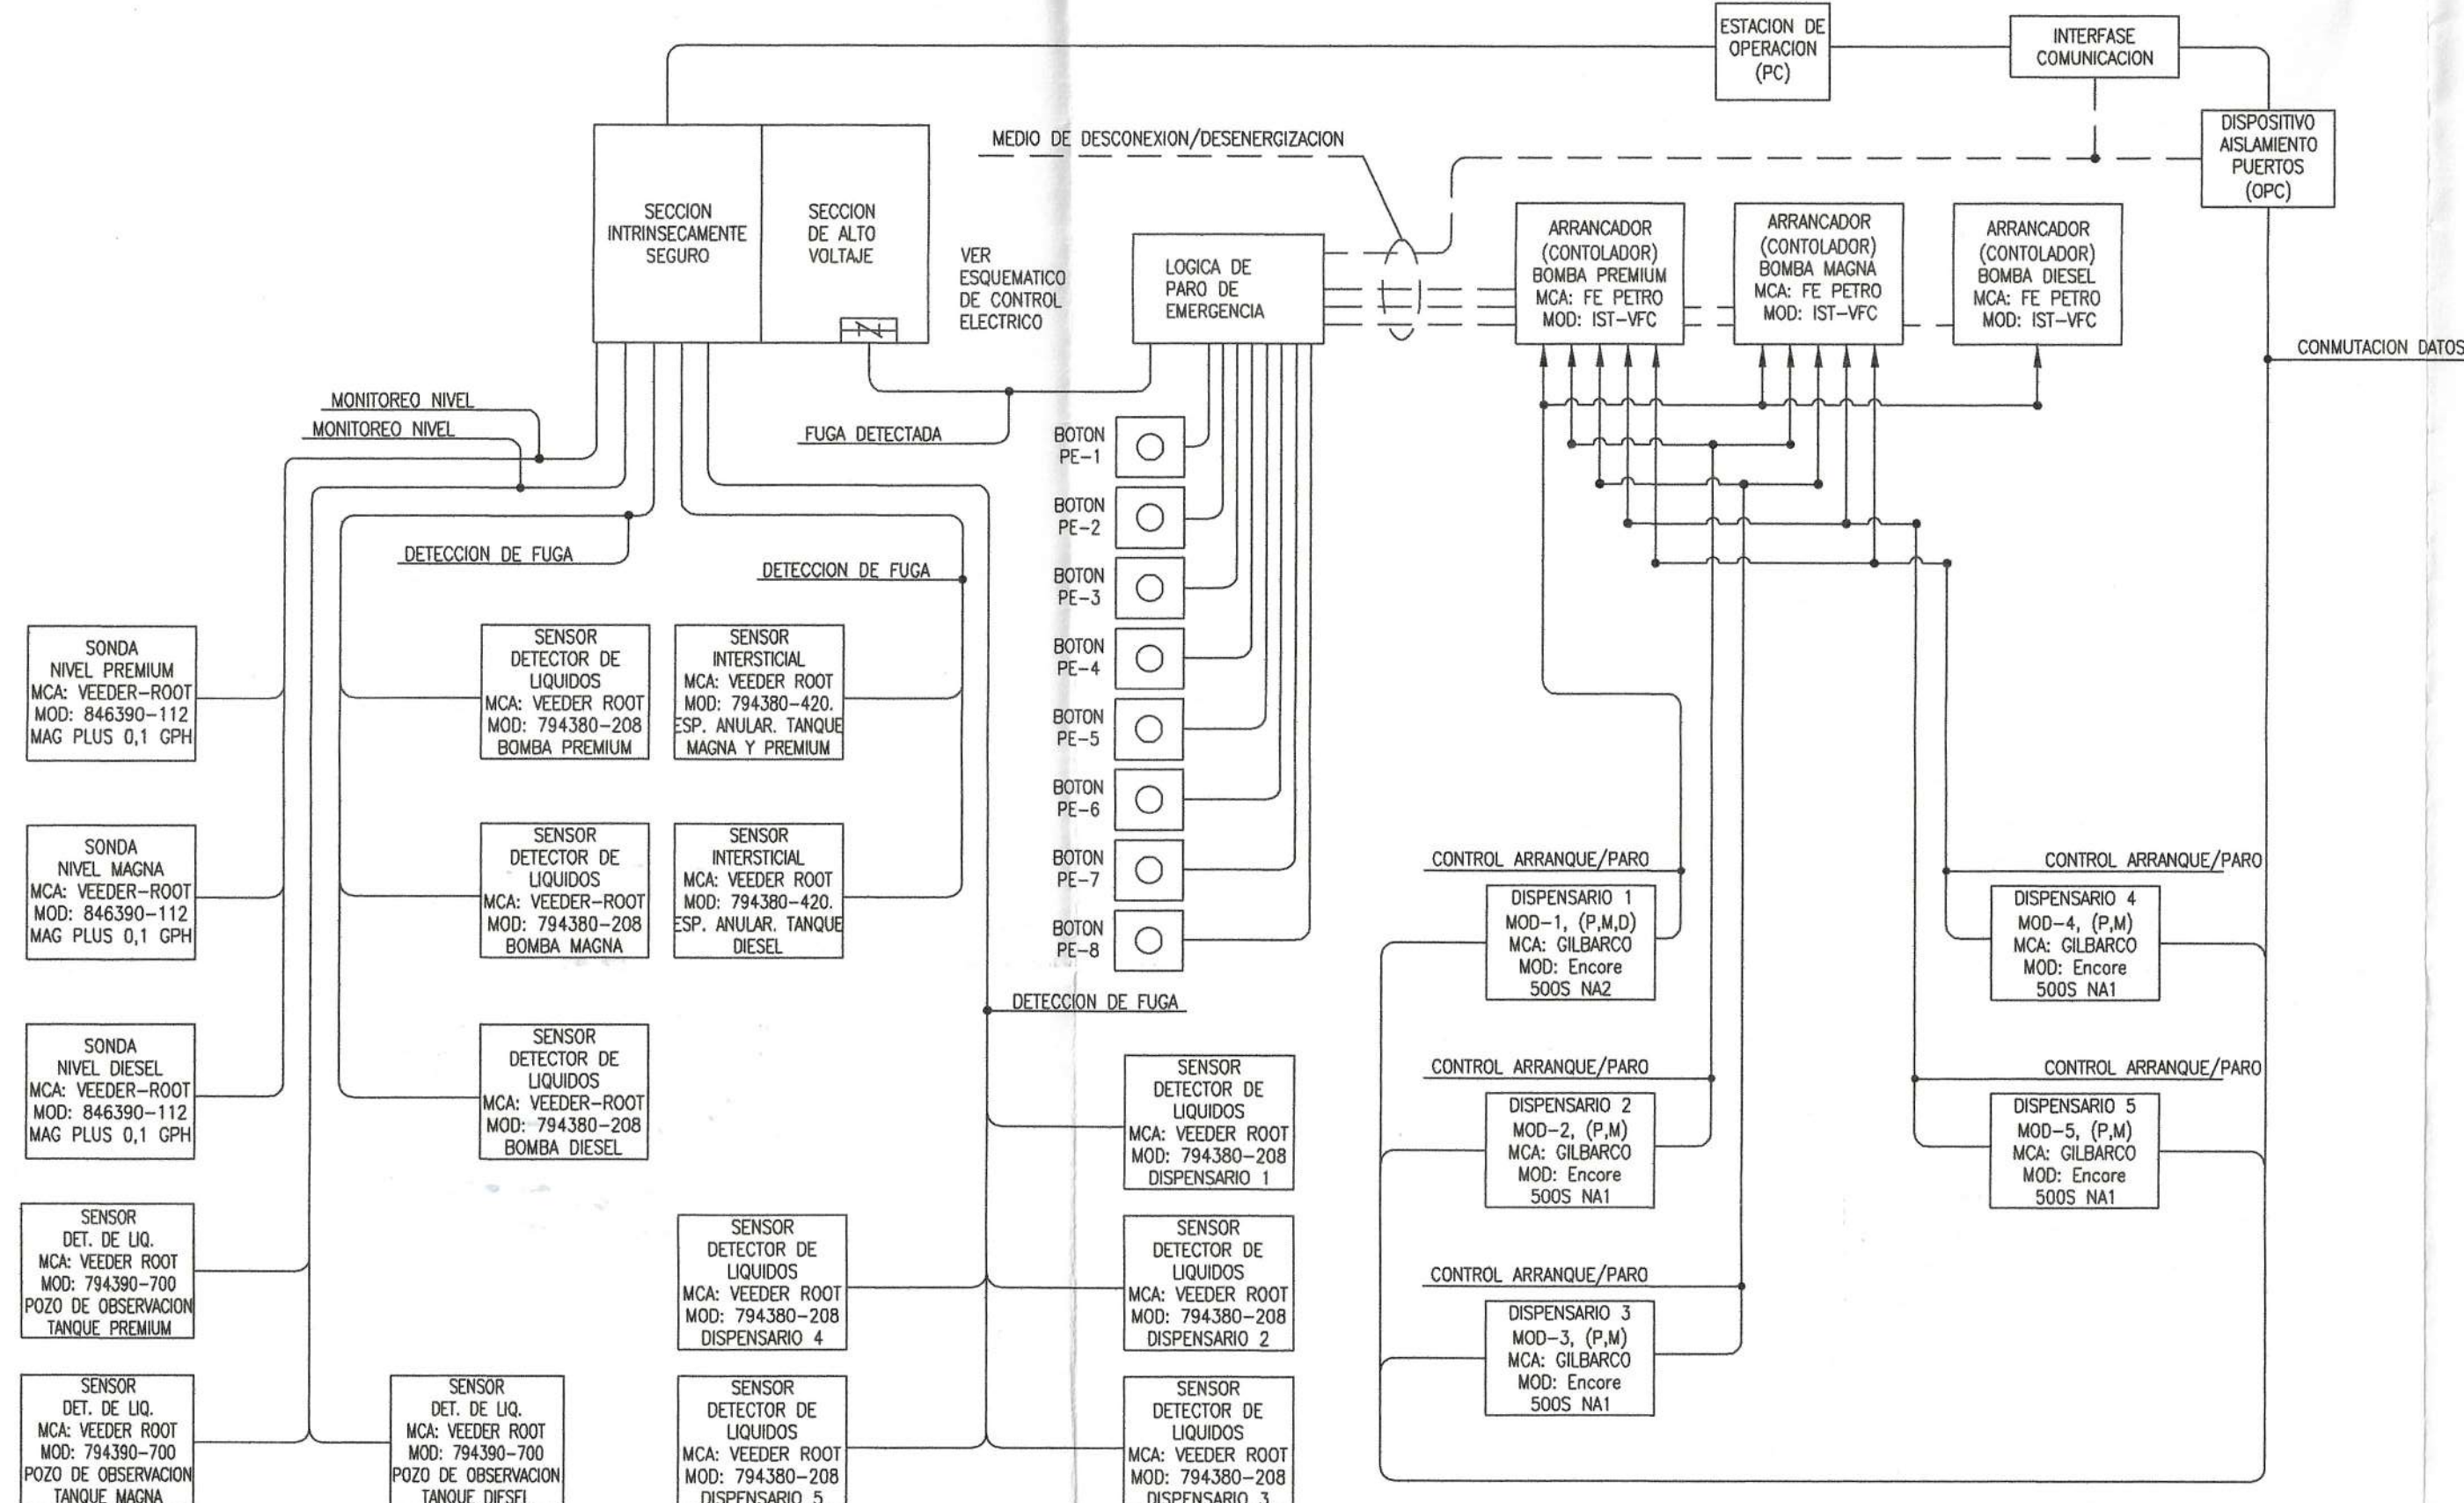 ESTACION DE
OPERACION
(PC)
INTERFASE
COMUNICACION
DISPOSITIVO
AISLAMIENTO
PUERTOS
(OPC)
MEDIO DE DESCONEXION/DESENERGIZACION
SECCION
INTRINSECAMENTE
SEGURO
SECCION
DE ALTO
VOLTAJE
VER
ESQUEMATICO
DE CONTROL
ELECTRICO
LOGICA DE
PARO DE
EMERGENCIA
ARRANCADOR
(CONTOLADOR)
BOMBA PREMIUM
MCA: FE PETRO
MOD: IST-VFC
ARRANCADOR
(CONTOLADOR)
BOMBA MAGNA
MCA: FE PETRO
MOD: IST-VFC
ARRANCADOR
(CONTOLADOR)
BOMBA DIESEL
MCA: FE PETRO
MOD: IST-VFC
CONMUTACION DATOS
MONITOREO NIVEL
MONITOREO NIVEL
FUGA DETECTADA
DETECCION DE FUGA
DETECCION DE FUGA
BOTON
PE-1
BOTON
PE-2
BOTON
PE-3
BOTON
PE-4
BOTON
PE-5
BOTON
PE-6
BOTON
PE-7
BOTON
PE-8
SONDA
NIVEL PREMIUM
MCA: VEEDER-ROOT
MOD: 846390-112
MAG PLUS 0,1 GPH
SENSOR
DETECTOR DE
LIQUIDOS
MCA: VEEDER ROOT
MOD: 794380-208
BOMBA PREMIUM
SENSOR
INTERSTICIAL
MCA: VEEDER ROOT
MOD: 794380-420.
ESP. ANULAR. TANQUE
MAGNA Y PREMIUM
SONDA
NIVEL MAGNA
MCA: VEEDER-ROOT
MOD: 846390-112
MAG PLUS 0,1 GPH
SENSOR
DETECTOR DE
LIQUIDOS
MCA: VEEDER-ROOT
MOD: 794380-208
BOMBA MAGNA
SENSOR
INTERSTICIAL
MCA: VEEDER ROOT
MOD: 794380-420.
ESP. ANULAR. TANQUE
DIESEL
SONDA
NIVEL DIESEL
MCA: VEEDER-ROOT
MOD: 846390-112
MAG PLUS 0,1 GPH
SENSOR
DETECTOR DE
LIQUIDOS
MCA: VEEDER-ROOT
MOD: 794380-208
BOMBA DIESEL
DETECCION DE FUGA
SENSOR
DETECTOR DE
LIQUIDOS
MCA: VEEDER ROOT
MOD: 794380-208
DISPENSARIO 1
SENSOR
DET. DE LIQ.
MCA: VEEDER ROOT
MOD: 794390-700
POZO DE OBSERVACION
TANQUE PREMIUM
SENSOR
DETECTOR DE
LIQUIDOS
MCA: VEEDER ROOT
MOD: 794380-208
DISPENSARIO 4
SENSOR
DETECTOR DE
LIQUIDOS
MCA: VEEDER ROOT
MOD: 794380-208
DISPENSARIO 2
SENSOR
DET. DE LIQ.
MCA: VEEDER ROOT
MOD: 794390-700
POZO DE OBSERVACION
TANQUE MAGNA
SENSOR
DET. DE LIQ.
MCA: VEEDER ROOT
MOD: 794390-700
POZO DE OBSERVACION
TANQUE DIESEL
SENSOR
DETECTOR DE
LIQUIDOS
MCA: VEEDER ROOT
MOD: 794380-208
DISPENSARIO 5
SENSOR
DETECTOR DE
LIQUIDOS
MCA: VEEDER ROOT
MOD: 794380-208
DISPENSARIO 3
CONTROL ARRANQUE/PARO
DISPENSARIO 1
MOD-1, (P,M,D)
MCA: GILBARCO
MOD: Encore
500S NA2
CONTROL ARRANQUE/PARO
DISPENSARIO 4
MOD-4, (P,M)
MCA: GILBARCO
MOD: Encore
500S NA1
CONTROL ARRANQUE/PARO
DISPENSARIO 2
MOD-2, (P,M)
MCA: GILBARCO
MOD: Encore
500S NA1
CONTROL ARRANQUE/PARO
DISPENSARIO 5
MOD-5, (P,M)
MCA: GILBARCO
MOD: Encore
500S NA1
CONTROL ARRANQUE/PARO
DISPENSARIO 3
MOD-3, (P,M)
MCA: GILBARCO
MOD: Encore
500S NA1